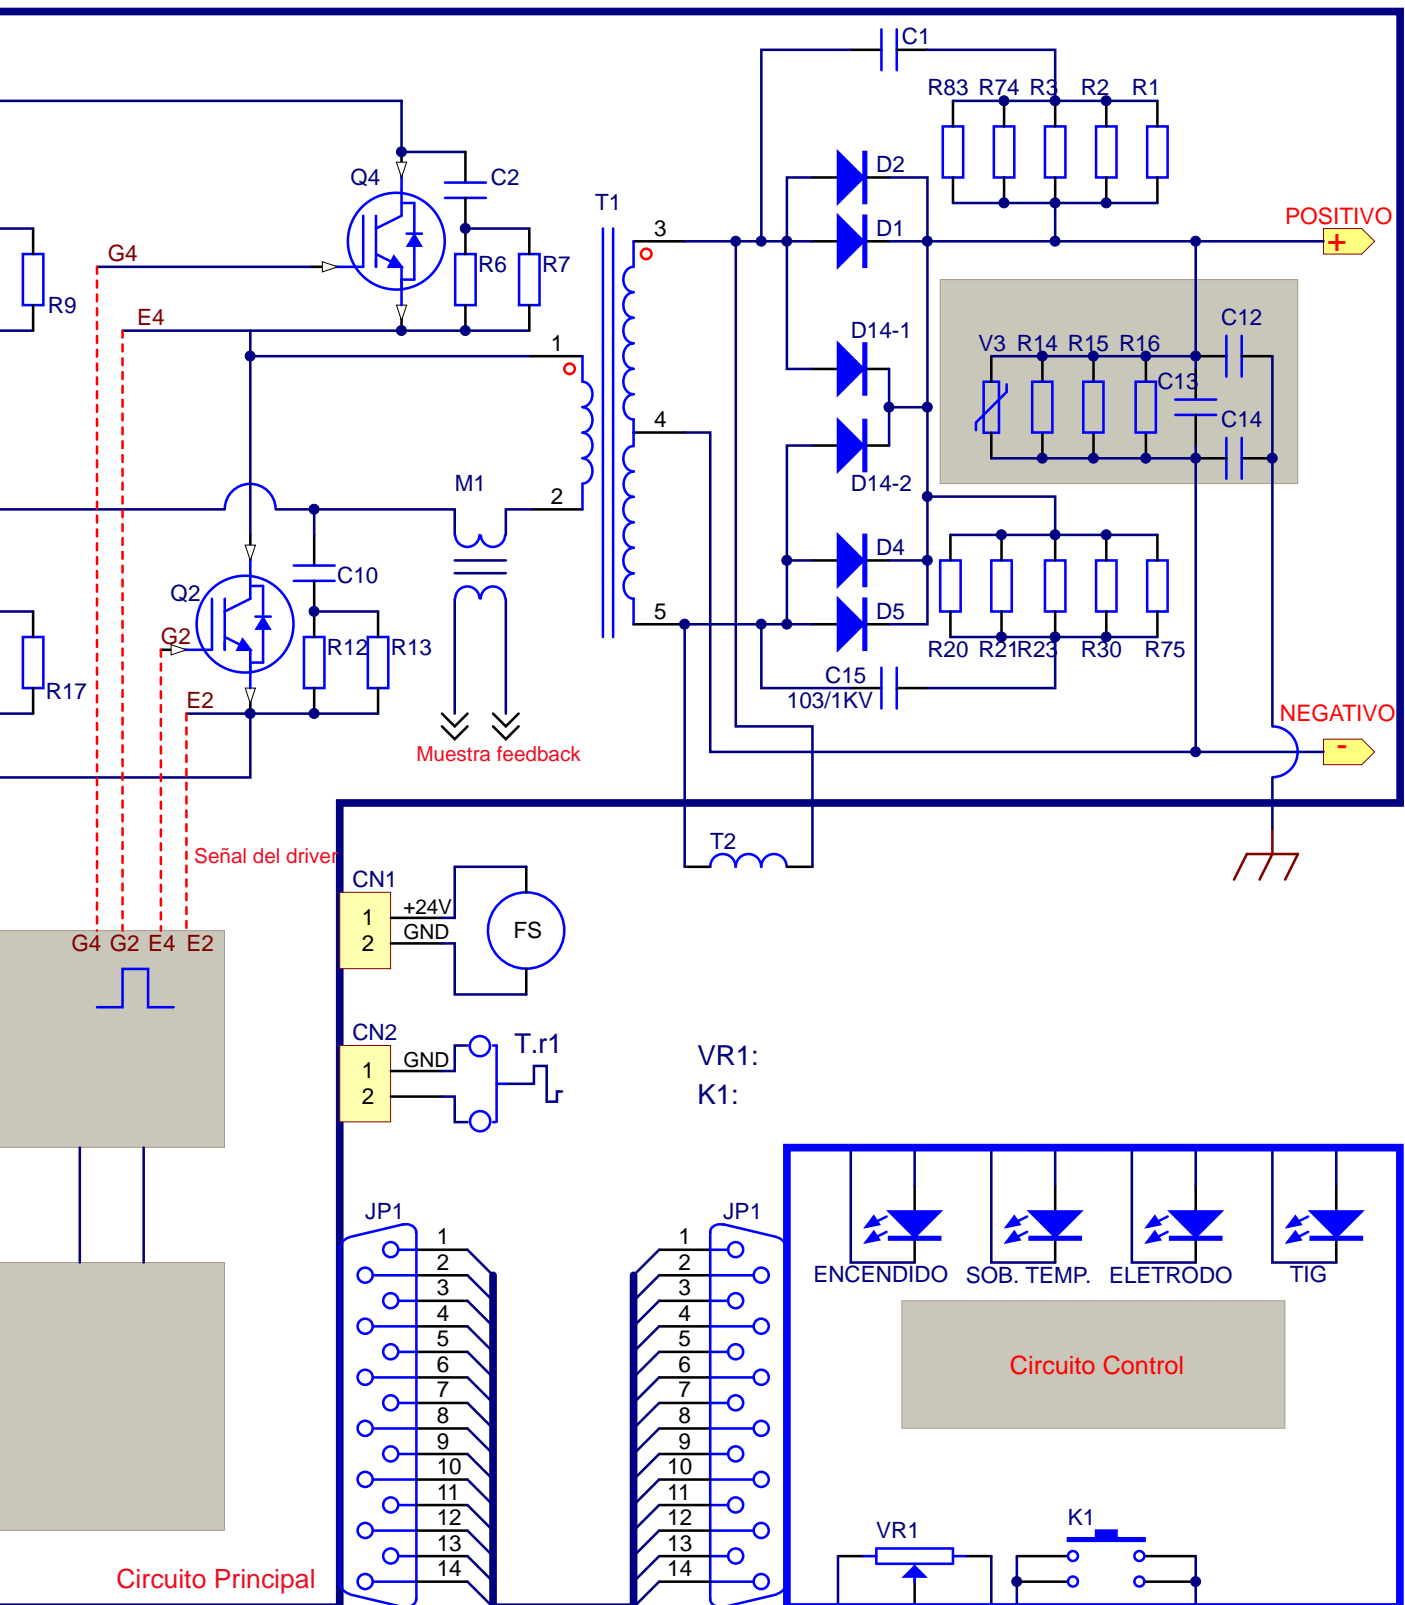 C1
R83 R74 R3 R2 R1
D2
Q4 C2
T1
POSITIVO
3 D1 +
G4 R6 R7
R9
E4 C12
D14-1
1 V3 R14 R15 R16
C13
4 C14
M1 D14-2
2
D4
C10
Q2
5 D5
G2 R12 R13 R20 R21 R23 R30 R75
R17 C15
E2 103/1KV
NEGATIVO
-
Muestra feedback
T2
Señal del driver
CN1
1 +24V
2 GND FS
G4 G2 E4 E2
CN2 T.r1
1 GND VR1:
2 K1:
JP1 JP1
1 1
2 2
ENCENDIDO SOB. TEMP. ELETRODO TIG
3 3
4 4
5 5
6 6
Circuito Control
7 7
8 8
9 9
10 10
11 11
12 12
VR1 K1
13 13
14 14
Circuito Principal